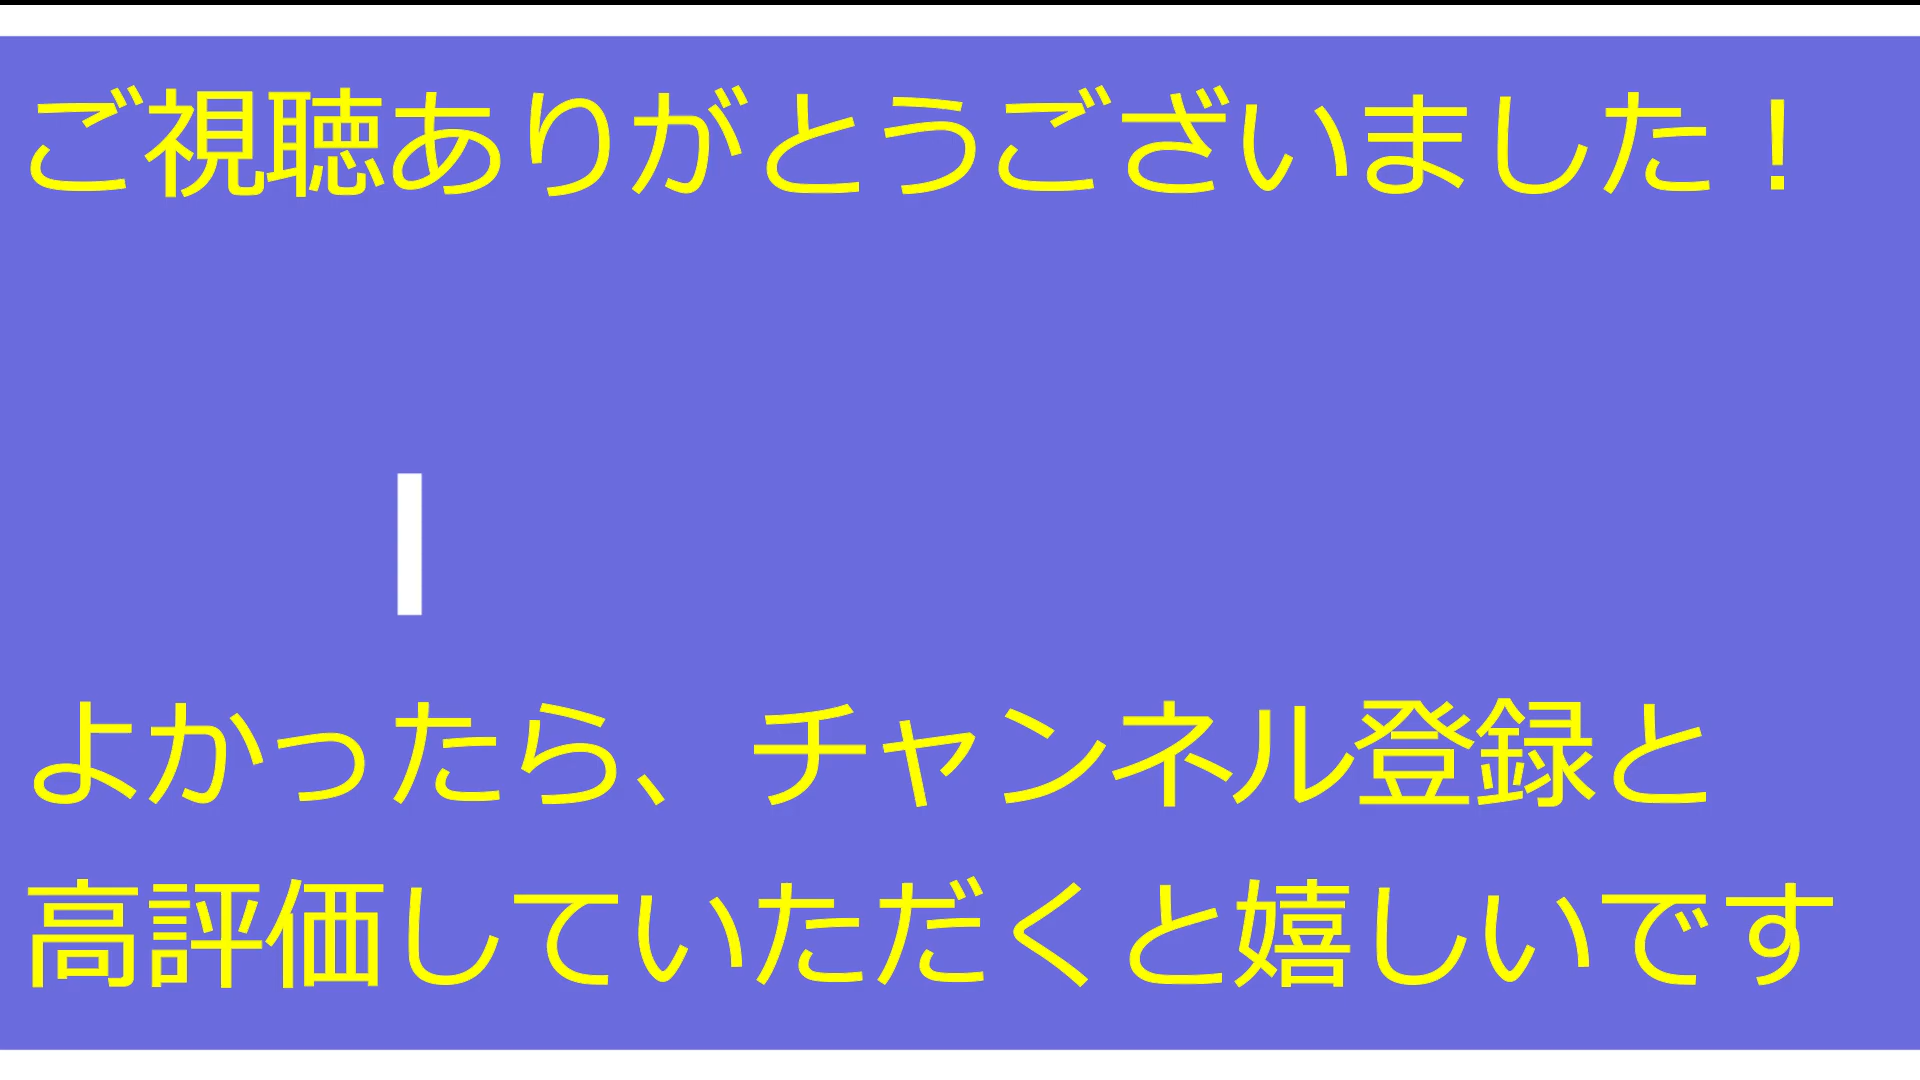 ご視聴ありがとうございました！
よかったら、チャンネル登録と
高評価していただくと嬉しいです